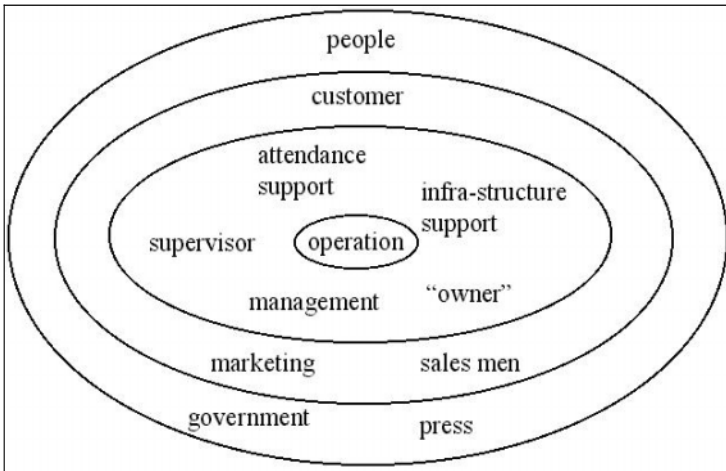 people
customer
attendance
support
infra-structure
support
supervisor
operation
management
“owner”
marketing
sales men
government
press